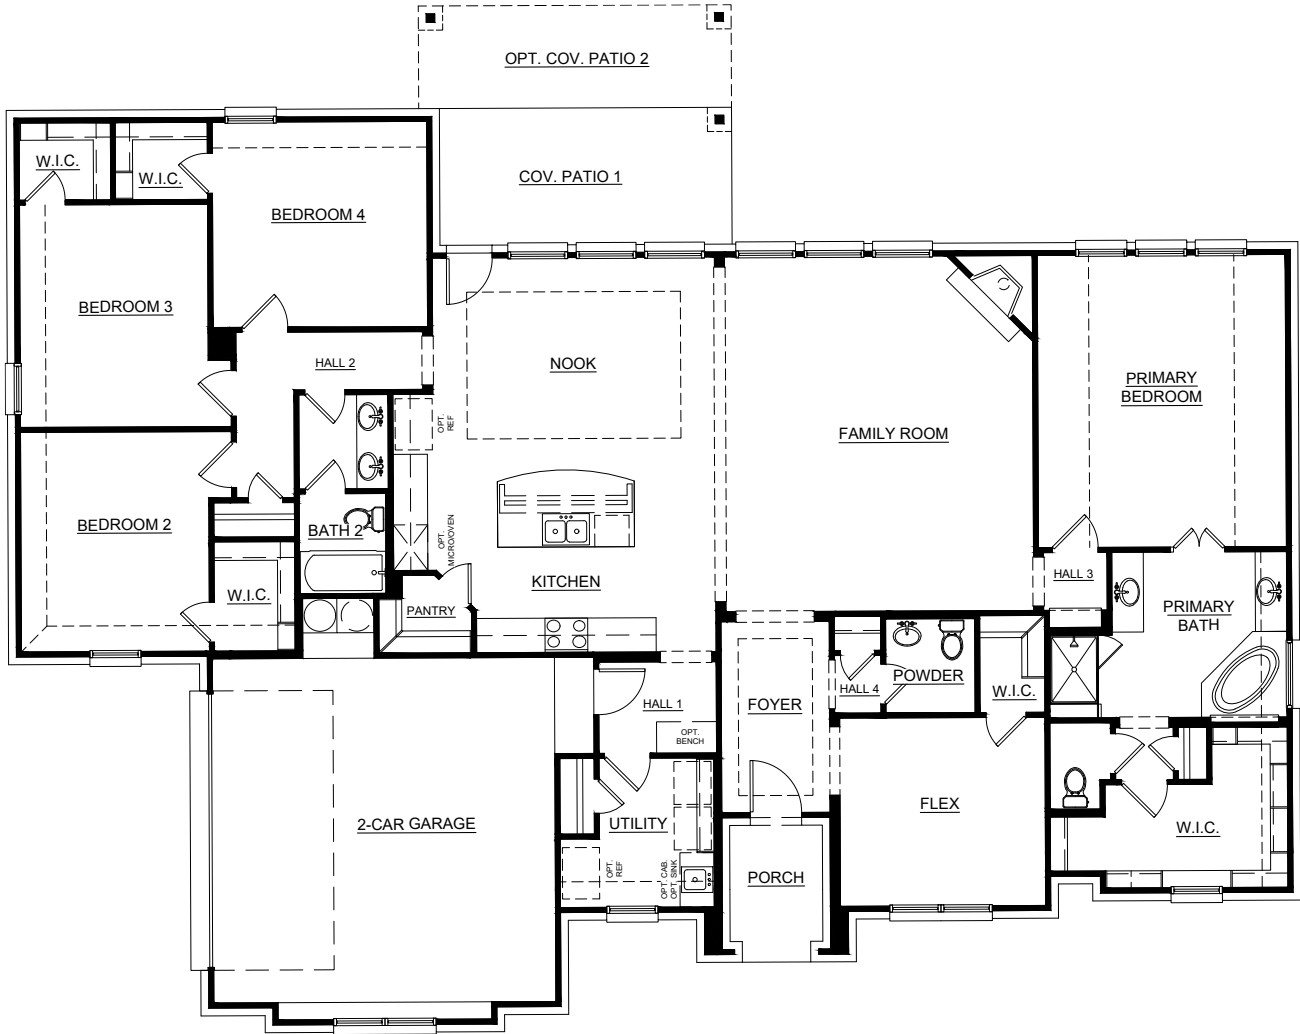 OPT. COV. PATIO 2
W.I.C.
W.I.C.
COV. PATIO 1
BEDROOM 4
BEDROOM 3
HALL 2
NOOK
PRIMARY
BEDROOM
OPT.
REF
FAMILY ROOM
BEDROOM 2
BATH 2
OPT.
MICRO/OVEN
KITCHEN
HALL 3
W.I.C.
PANTRY
PRIMARY
BATH
POWDER
HALL 4
W.I.C.
HALL 1
FOYER
OPT.
BENCH
FLEX
2-CAR GARAGE
UTILITY
W.I.C.
OPT.
REF
OPT. CAB.
OPT. SINK
PORCH